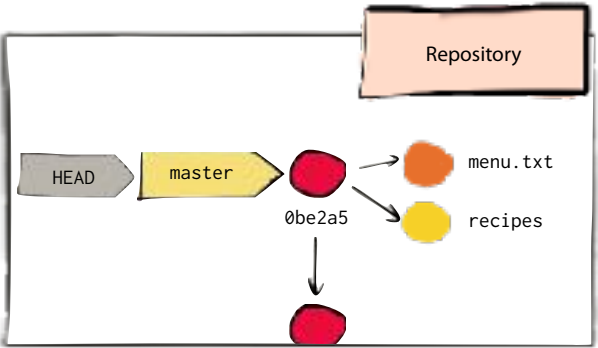 Repository
HEAD
master
menu.txt
0be2a5
recipes